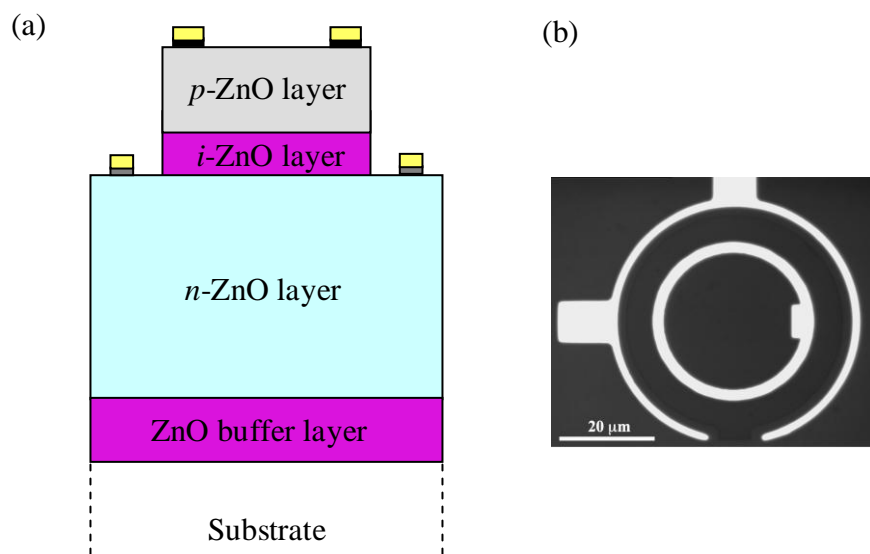 (a)
p-ZnO layer
i-ZnO layer
n-ZnO layer
ZnO buffer layer
Substrate
(b)
20 μm